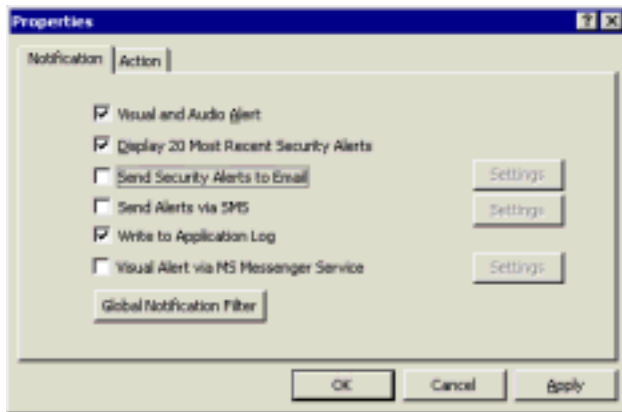 Properties
Notification Action
Visual and Audio Alert
Display 20 Most Recent Security Alerts
Send Security Alerts to Email Settings
Send Alerts via SMS Settings
Write to Application Log
Visual Alert via MS Messenger Service Settings
Global Notification Filter
OK Cancel Apply